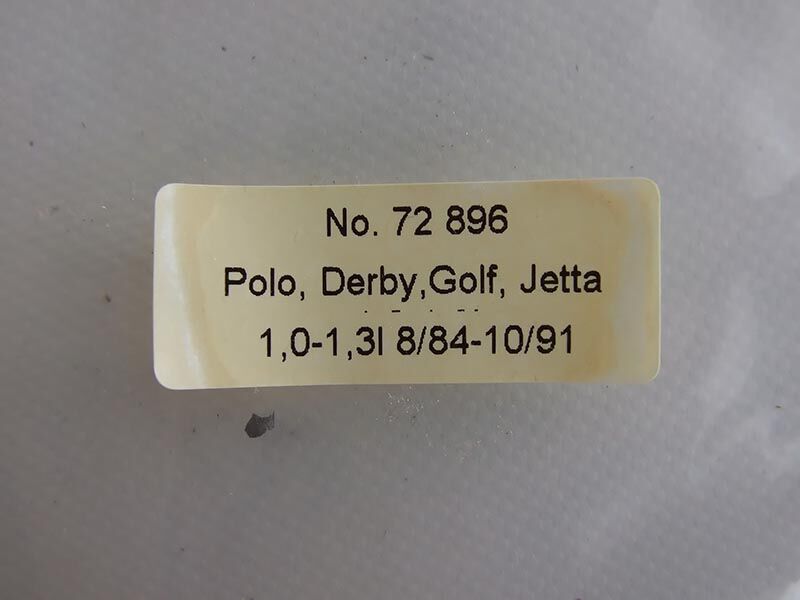 No. 72 896
Polo, Derby,Golf, Jetta
1,0-1,3l 8/84-10/91